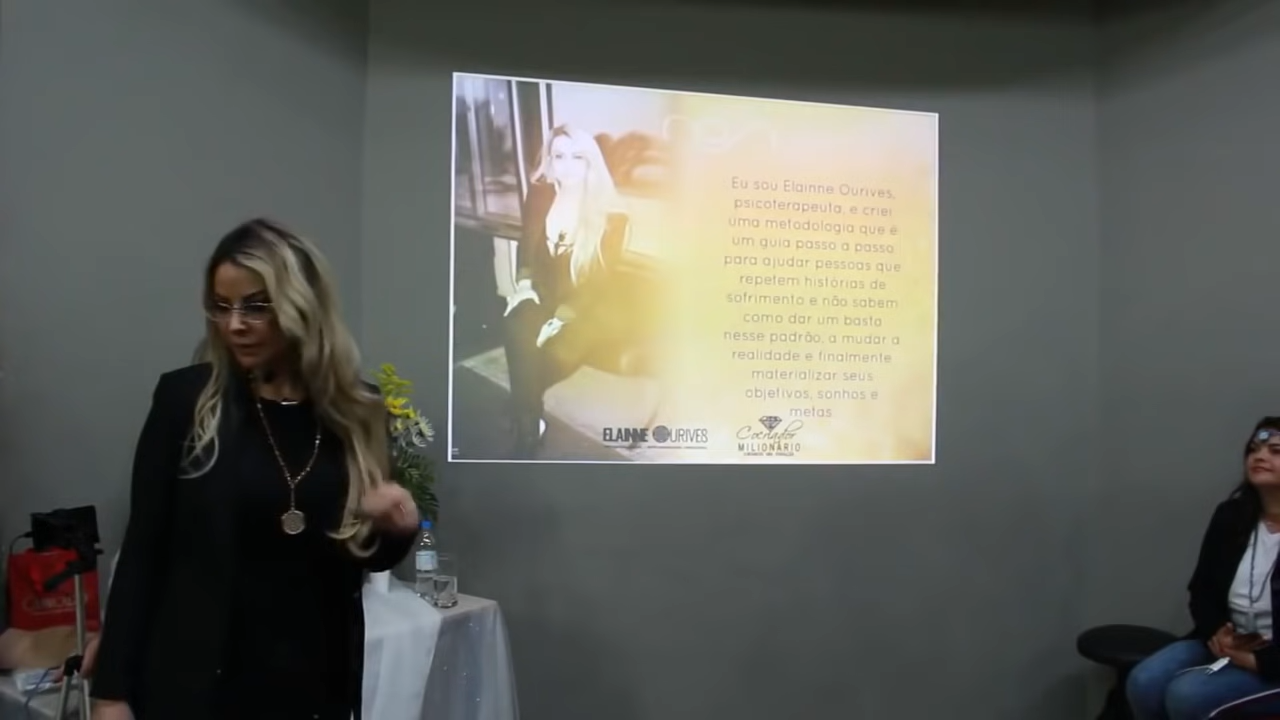 Eu sou Elainne Ourives,
psicoterapeuta, e criei
uma metodologia que é
um guia passo a passo
para ajudar pessoas que
repetem histórias de
sofrimento e não sabem
como dar um basta
nesse padrão, a mudar a
realidade e finalmente
materializar seus
objetivos, sonhos e
metas.
ELAINNE OURIVES
Cocriador
MILIONÁRIO